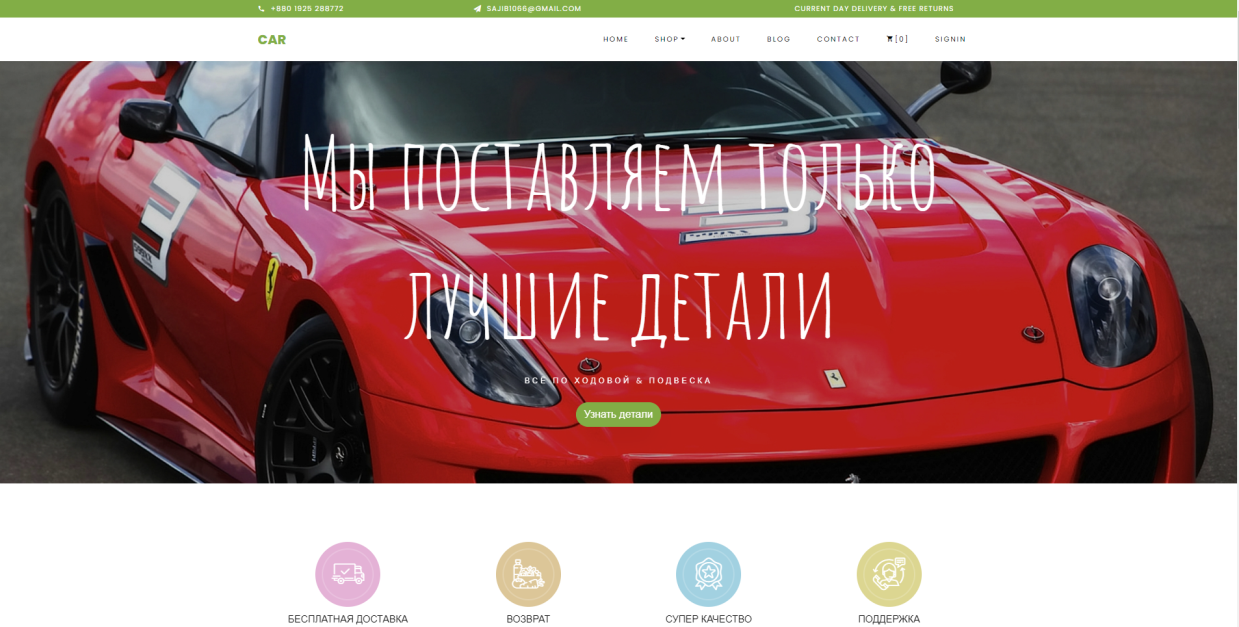 +880 1925 288772
SAJIB1066@GMAIL.COM
CURRENT DAY DELIVERY & FREE RETURNS
CAR
HOME
SHOP
ABOUT
BLOG
CONTACT
[0]
SIGNIN
Мы поставляем только
лучшие детали
ВСЁ ПО ХОДОВОЙ & ПОДВЕСКА
Узнать детали
БЕСПЛАТНАЯ ДОСТАВКА
ВОЗВРАТ
СУПЕР КАЧЕСТВО
ПОДДЕРЖКА